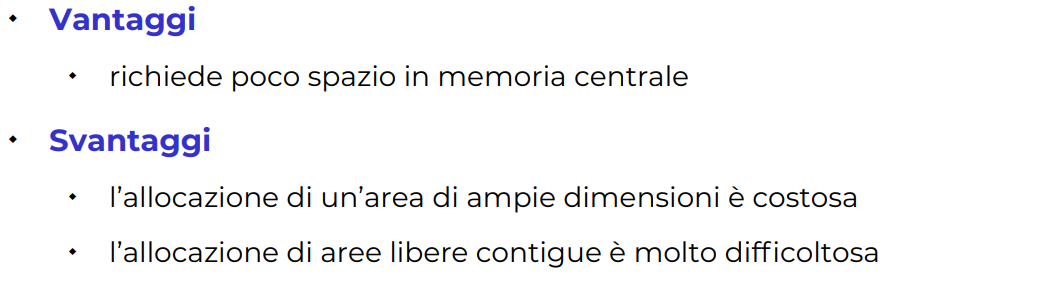 Vantaggi
richiede poco spazio in memoria centrale
Svantaggi
l’allocazione di un’area di ampie dimensioni è costosa
l’allocazione di aree libere contigue è molto difficoltosa